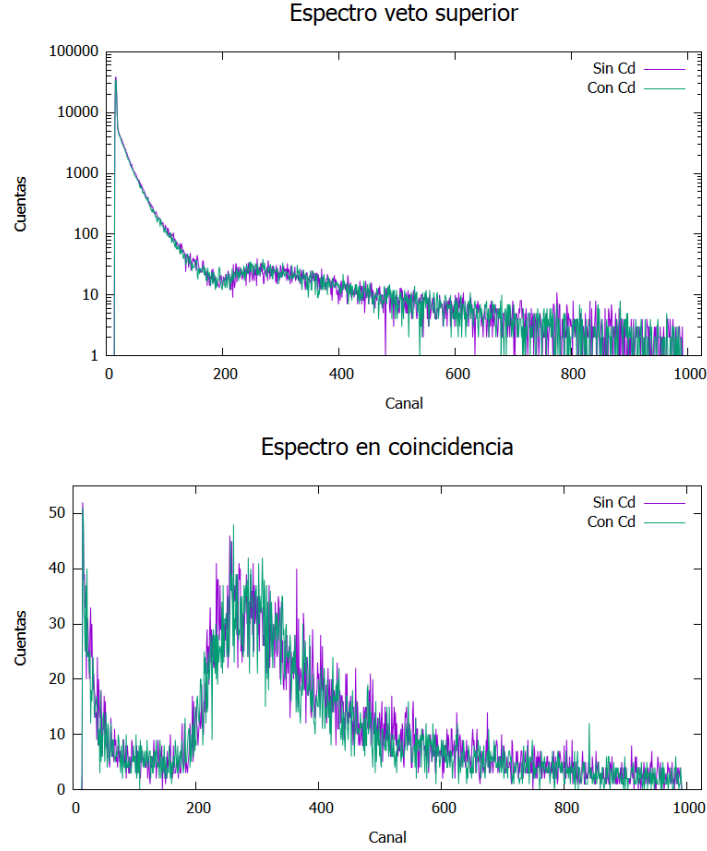 Espectro veto superior
100000
10000
1000
100
10
1
Cuentas
Sin Cd
Con Cd
0 200 400 600 800 1000
Canal
Espectro en coincidencia
50
40
30
20
10
0
Cuentas
Sin Cd
Con Cd
0 200 400 600 800 1000
Canal